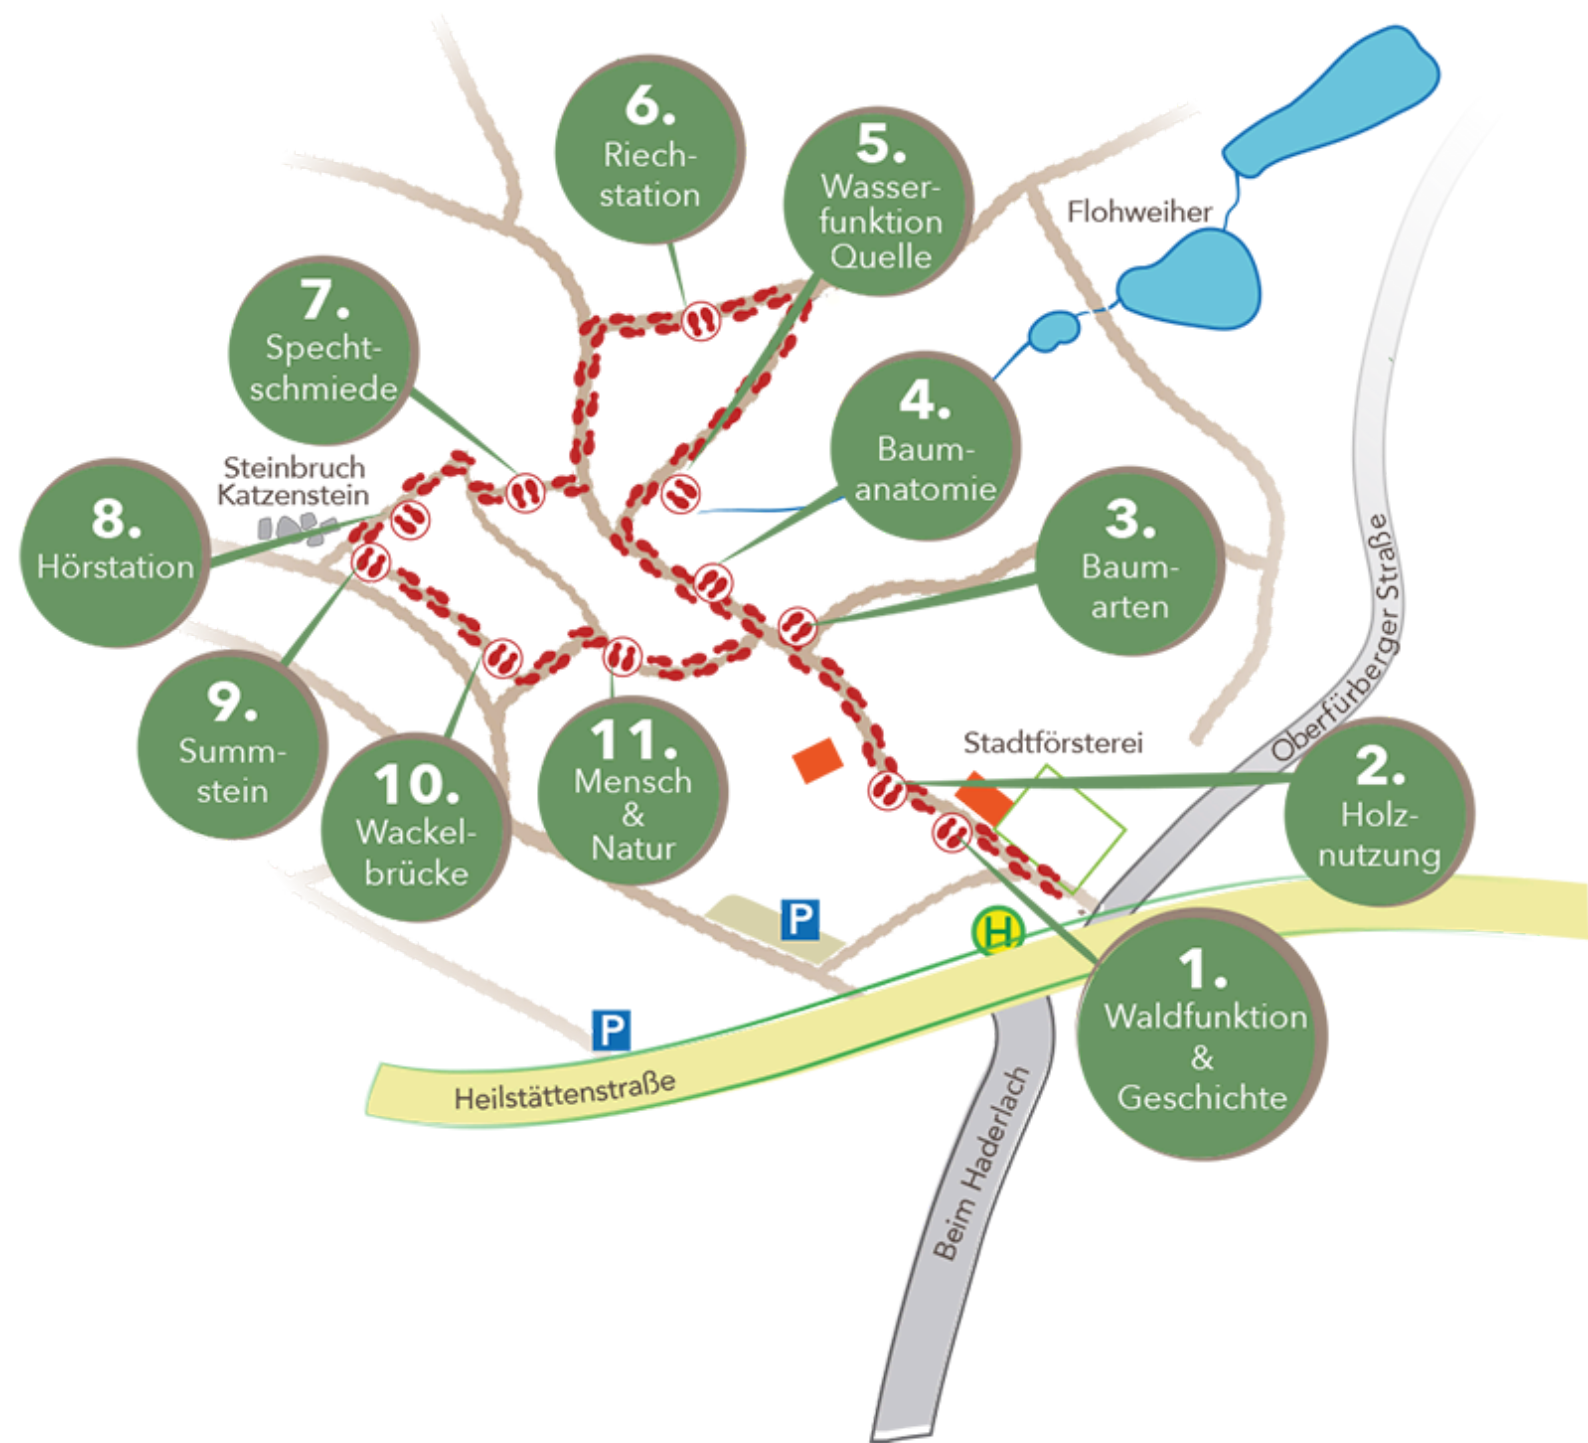 6.
Riech-
station
5.
Wasser-
funktion
Quelle
Flohweiher
7.
Specht-
schmiede
4.
Baum-
anatomie
Steinbruch
Katzenstein
8.
Hörstation
3.
Baum-
arten
Oberfürberger Straße
9.
Summ-
stein
10.
Wackel-
brücke
11.
Mensch
&
Natur
Stadtförsterei
2.
Holz-
nutzung
P
H
1.
Waldfunktion
&
Geschichte
P
Heilstättenstraße
Beim Haderlach